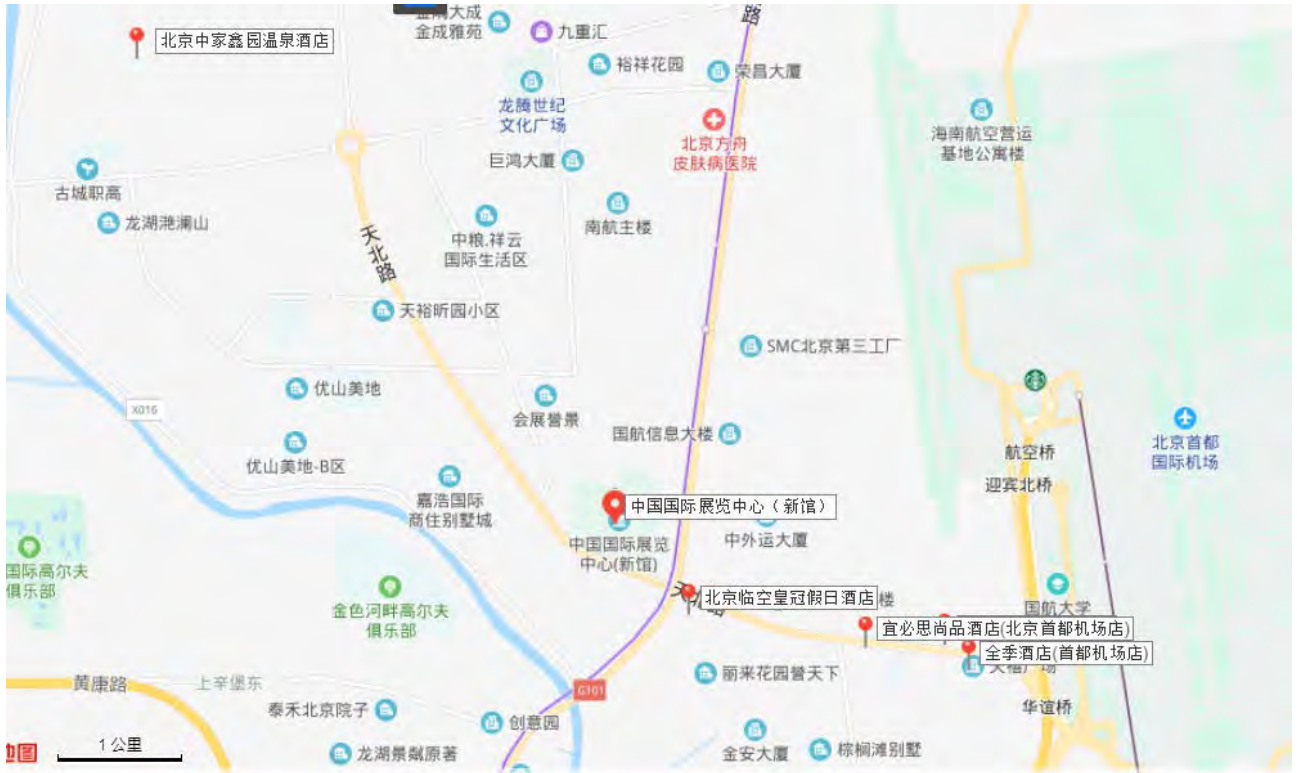 金隅大成
金成雅苑
九重汇
路
北京中家鑫园温泉酒店
裕祥花园
荣昌大厦
龙腾世纪
文化广场
北京方舟
皮肤病医院
海南航空营运
基地公寓楼
巨鸿大厦
古城职高
龙湖滟澜山
中粮.祥云
国际生活区
南航主楼
天北路
天裕昕园小区
SMC北京第三工厂
优山美地
X016
会展誉景
国航信息大楼
航空桥
北京首都
国际机场
优山美地-B区
迎宾北桥
嘉浩国际
商住别墅城
中国国际展览中心（新馆）
中国国际展览
中心(新馆)
中外运大厦
国际高尔夫
俱乐部
金色河畔高尔夫
俱乐部
北京临空皇冠假日酒店
楼
国航大学
宜必思尚品酒店(北京首都机场店)
全季酒店(首都机场店)
丽来花园誉天下
黄康路
上辛堡东
G101
泰禾北京院子
创意园
华谊桥
1公里
龙湖景粼原著
金安大厦
棕榈滩别墅
地图